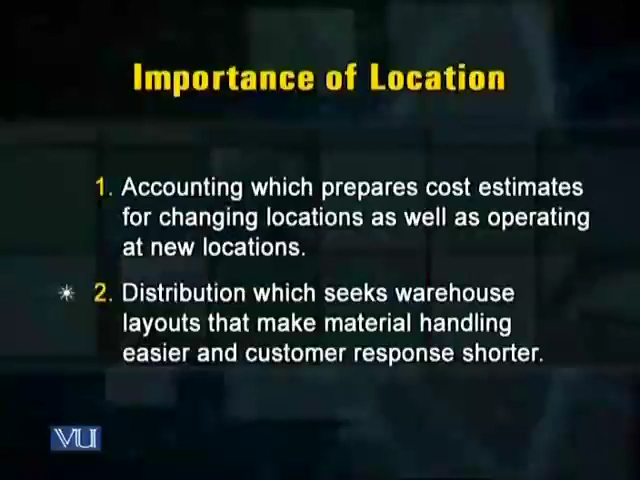 Importance of Location
1. Accounting which prepares cost estimates
for changing locations as well as operating
at new locations.
2. Distribution which seeks warehouse
layouts that make material handling
easier and customer response shorter.
VU